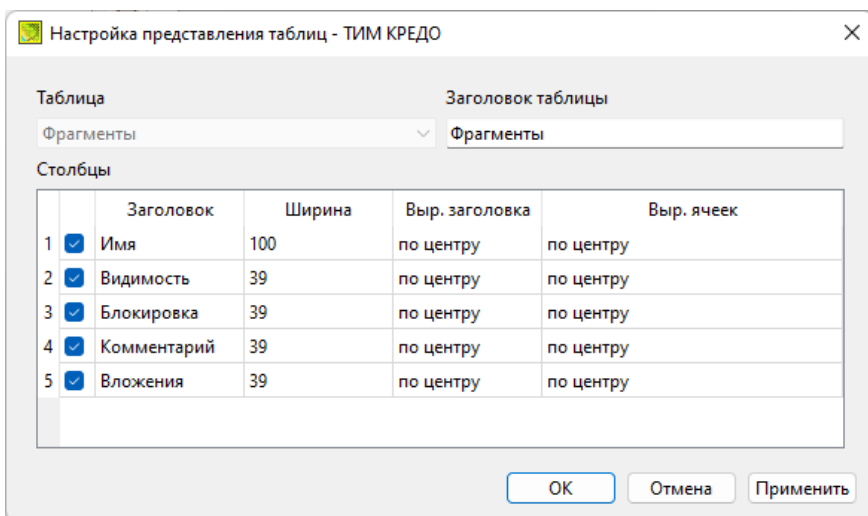 Настройка представления таблиц - ТИМ КРЕДО
Таблица Заголовок таблицы
Фрагменты Фрагменты
Столбцы
Заголовок Ширина Выр. заголовка Выр. ячеек
1 Имя 100 по центру по центру
2 Видимость 39 по центру по центру
3 Блокировка 39 по центру по центру
4 Комментарий 39 по центру по центру
5 Вложения 39 по центру по центру
ОК Отмена Применить